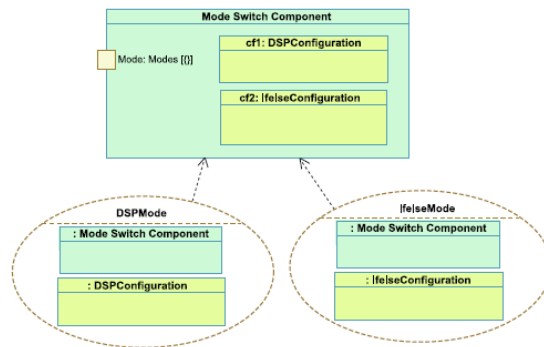 Mode Switch Component
cf1: DSPConfiguration
Mode: Modes [{}]
cf2: |fe|seConfiguration
DSPMode
: Mode Switch Component
: DSPConfiguration
|fe|seMode
: Mode Switch Component
: |fe|seConfiguration